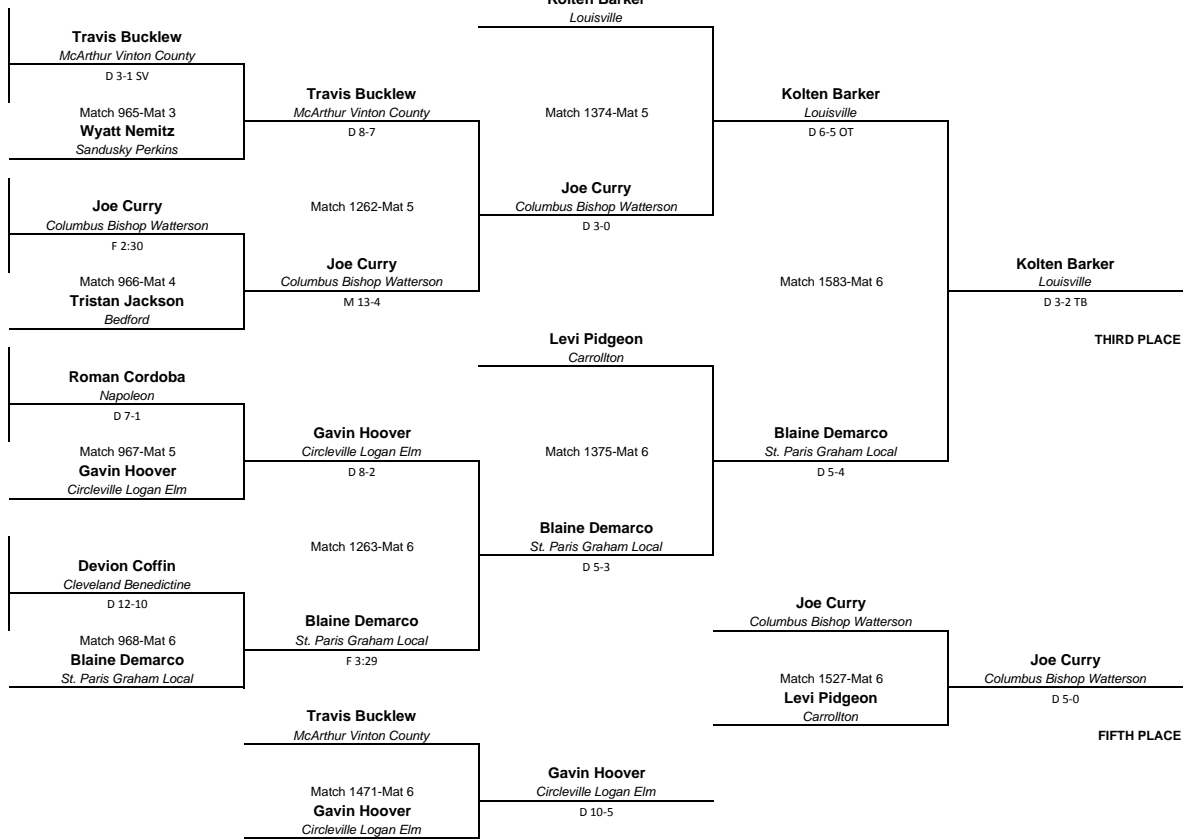 Kolten Barker
Louisville
Travis Bucklew
McArthur Vinton County
D 3-1 SV
Match 965-Mat 3
Wyatt Nemitz
Sandusky Perkins
Travis Bucklew
McArthur Vinton County
D 8-7
Match 1374-Mat 5
Kolten Barker
Louisville
D 6-5 OT
Joe Curry
Columbus Bishop Watterson
F 2:30
Match 966-Mat 4
Tristan Jackson
Bedford
Match 1262-Mat 5
Joe Curry
Columbus Bishop Watterson
D 3-0
Joe Curry
Columbus Bishop Watterson
M 13-4
Match 1583-Mat 6
Kolten Barker
Louisville
D 3-2 TB
THIRD PLACE
Levi Pidgeon
Carrollton
Roman Cordoba
Napoleon
D 7-1
Match 967-Mat 5
Gavin Hoover
Circleville Logan Elm
Gavin Hoover
Circleville Logan Elm
D 8-2
Match 1375-Mat 6
Blaine Demarco
St. Paris Graham Local
D 5-4
Match 1263-Mat 6
Blaine Demarco
St. Paris Graham Local
D 5-3
Devion Coffin
Cleveland Benedictine
D 12-10
Match 968-Mat 6
Blaine Demarco
St. Paris Graham Local
Blaine Demarco
St. Paris Graham Local
F 3:29
Joe Curry
Columbus Bishop Watterson
Match 1527-Mat 6
Levi Pidgeon
Carrollton
Joe Curry
Columbus Bishop Watterson
D 5-0
FIFTH PLACE
Travis Bucklew
McArthur Vinton County
Match 1471-Mat 6
Gavin Hoover
Circleville Logan Elm
Gavin Hoover
Circleville Logan Elm
D 10-5